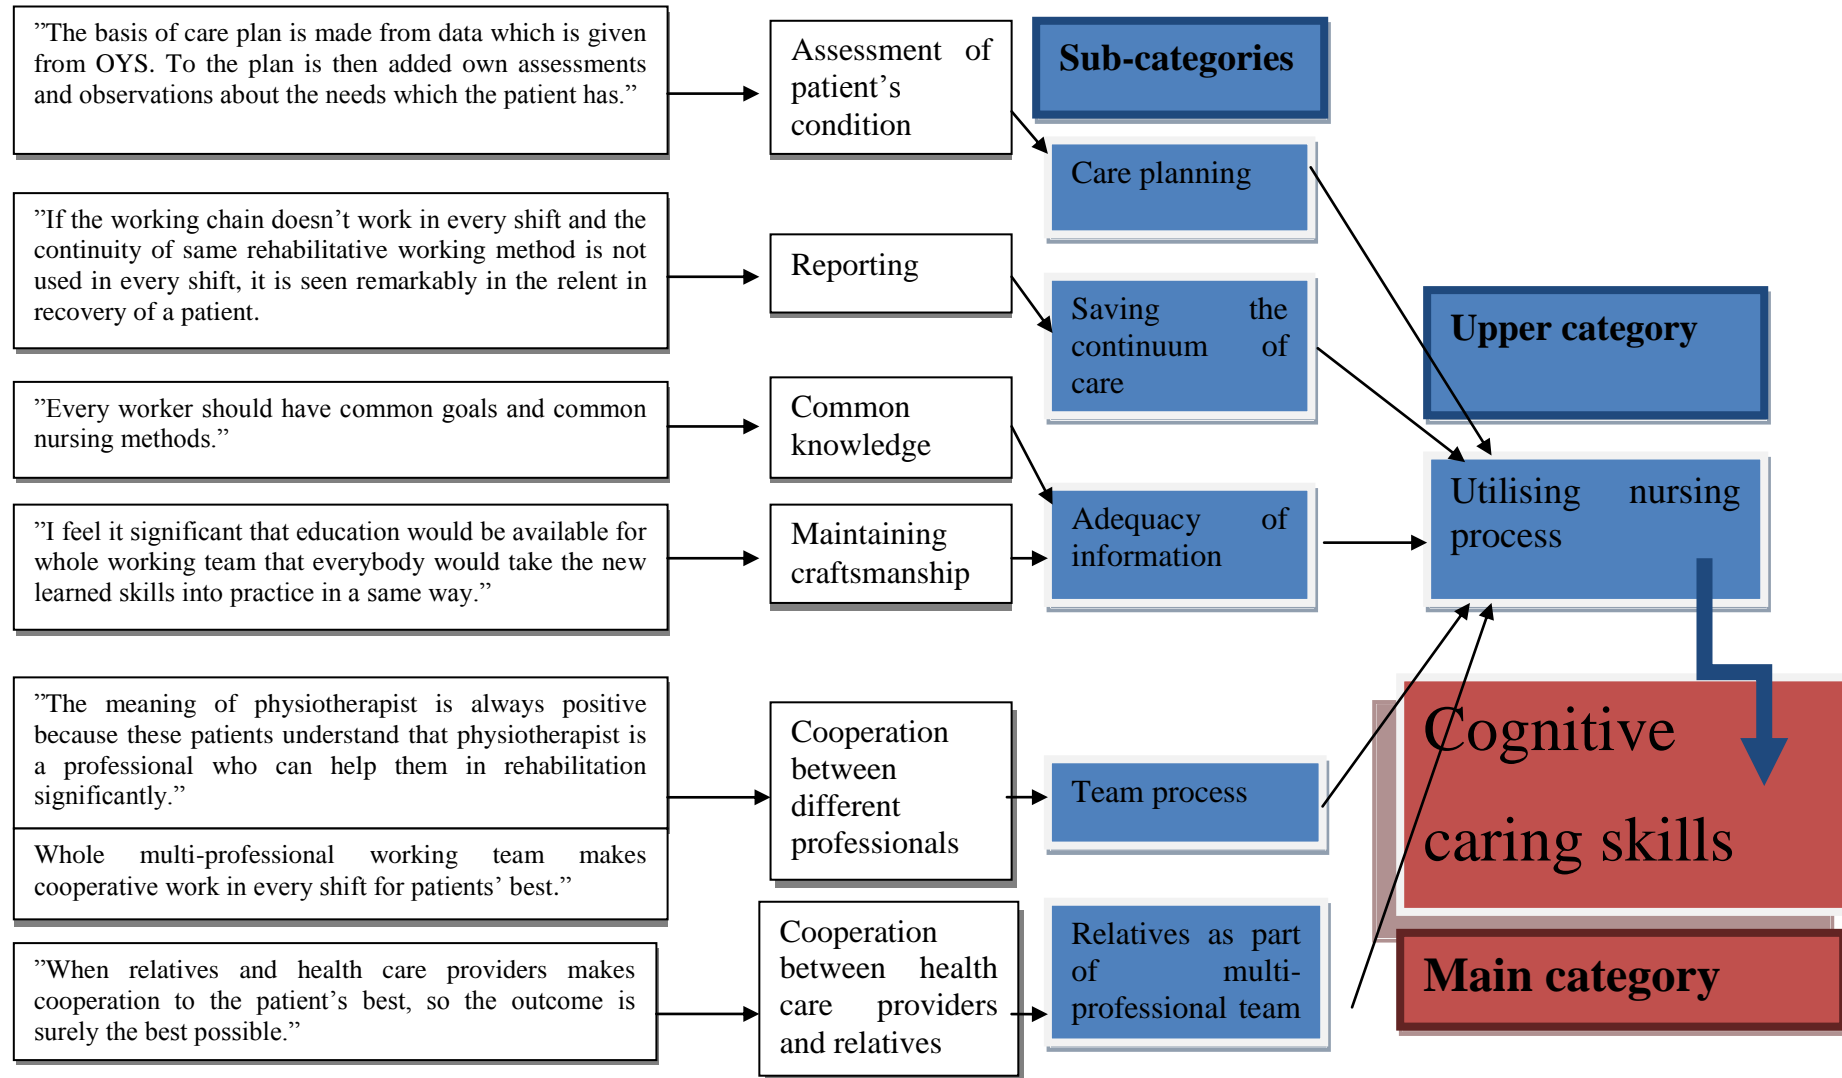 ”The basis of care plan is made from data which is given
from OYS. To the plan is then added own assessments
and observations about the needs which the patient has.”
Assessment of
patient’s
condition
Sub-categories
Care planning
”If the working chain doesn’t work in every shift and the
continuity of same rehabilitative working method is not
used in every shift, it is seen remarkably in the relent in
recovery of a patient.
Reporting
Saving the
continuum of
care
Upper category
”Every worker should have common goals and common
nursing methods.”
Common
knowledge
”I feel it significant that education would be available for
whole working team that everybody would take the new
learned skills into practice in a same way.”
Maintaining
craftsmanship
Adequacy of
information
Utilising nursing
process
”The meaning of physiotherapist is always positive
because these patients understand that physiotherapist is
a professional who can help them in rehabilitation
significantly.”
Whole multi-professional working team makes
cooperative work in every shift for patients’ best.”
Cooperation
between
different
professionals
Team process
Cognitive
caring skills
”When relatives and health care providers makes
cooperation to the patient’s best, so the outcome is
surely the best possible.”
Cooperation
between health
care providers
and relatives
Relatives as part
of multi-
professional team
Main category